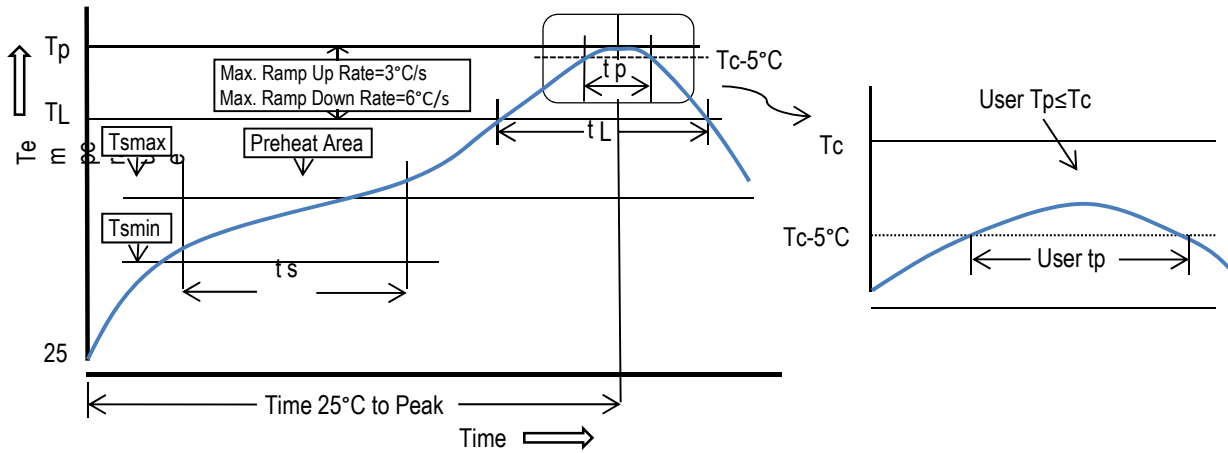 Tp
Max. Ramp Up Rate=3°C/s
Max. Ramp Down Rate=6°C/s
t p
Tc-5°C
TL
t L
Tsmax
Preheat Area
Tsmin
t s
25
Time 25°C to Peak
Time
User Tp≤Tc
Tc
Tc-5°C
User tp